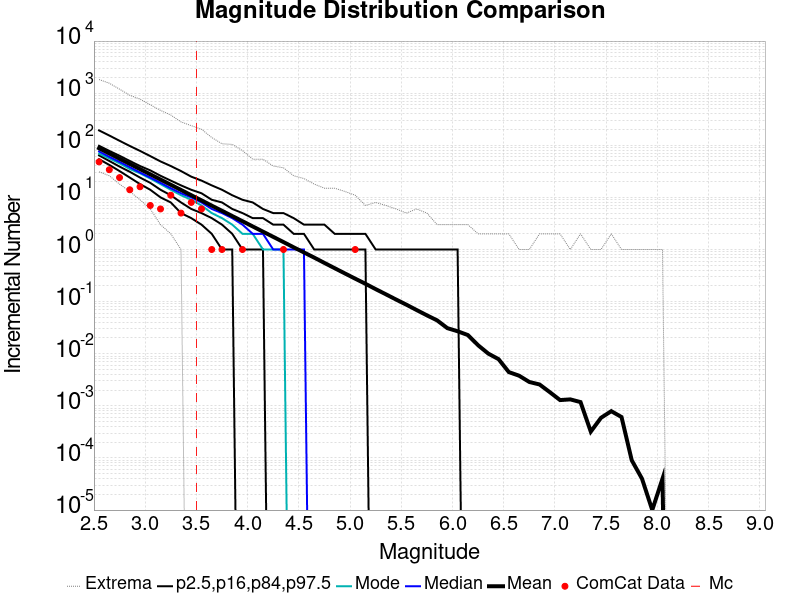 Magnitude Distribution Comparison
10^4
10^3
10^2
10^1
10^0
10^-1
10^-2
10^-3
10^-4
10^-5
Incremental Number
2.5 3.0 3.5 4.0 4.5 5.0 5.5 6.0 6.5 7.0 7.5 8.0 8.5 9.0
Magnitude
Extrema p2.5,p16,p84,p97.5 Mode Median Mean ComCat Data Mc